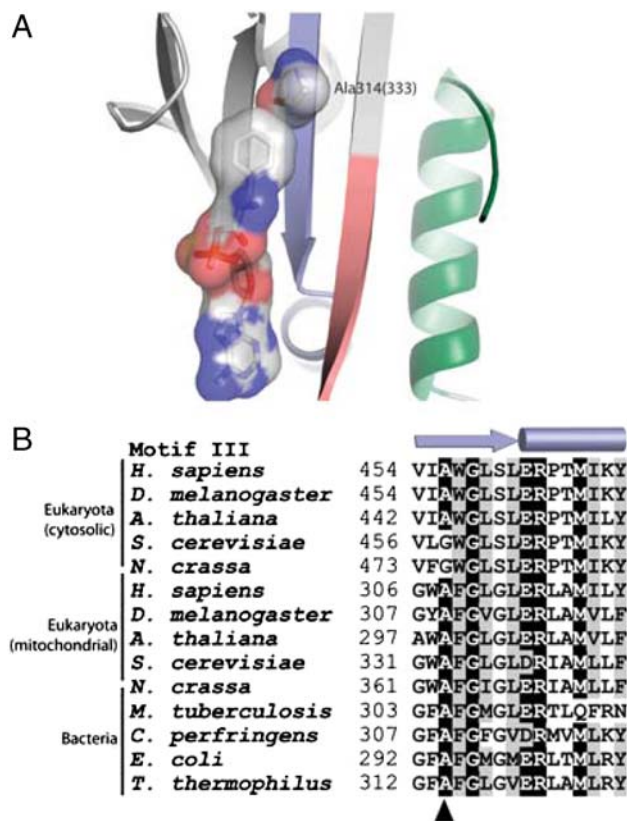 A
Ala314(333)
B
Motif III
Eukaryota (cytosolic)
H. sapiens 454 VIAWGLSLERPTMIKY
D. melanogaster 454 VIAWGLSLERPTMIKY
A. thaliana 442 VIAWGLSLERPTMILY
S. cerevisiae 456 VLGWGLSLERPTMIKY
N. crassa 473 VFGWGLSLERPTMIKY
Eukaryota (mitochondrial)
H. sapiens 306 GWAFGLGLERLAMILY
D. melanogaster 307 GYAFGVGLERLAMVLF
A. thaliana 297 AWAFGLGLERLAMVLF
S. cerevisiae 331 GWAFGLGLDRIAMLLF
N. crassa 361 GWAFGIGLERIAMLLF
Bacteria
M. tuberculosis 303 GFAFGMGLERTLQFRN
C. perfringens 307 GFAFGFGVDRMVMLKY
E. coli 292 GFAFGMGMERLTMLRY
T. thermophilus 312 GFAFGLGVERLAMLRY